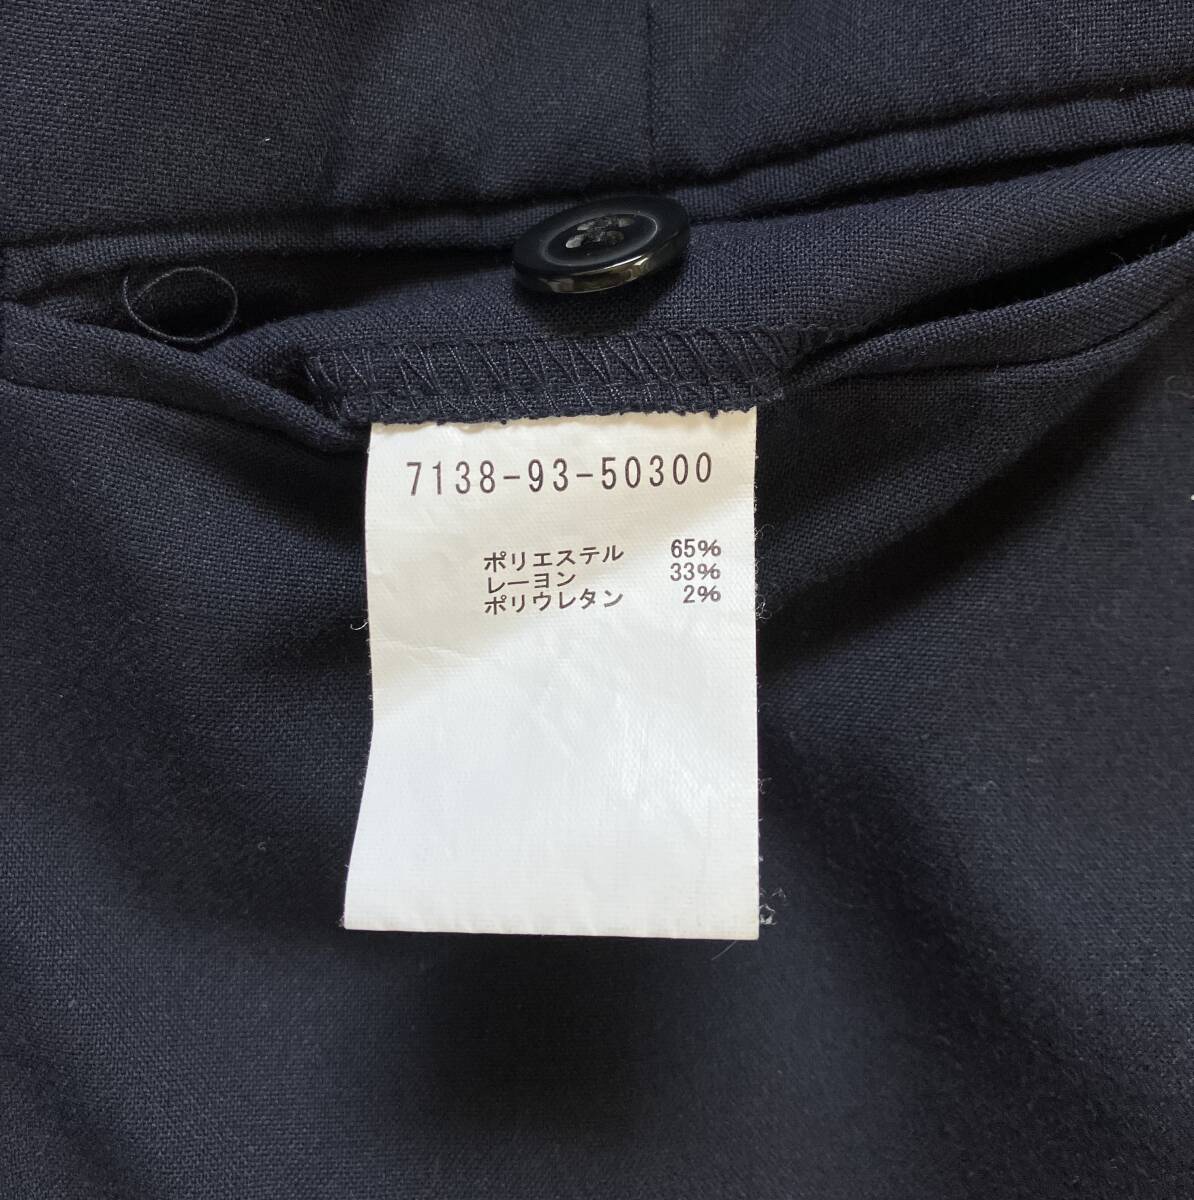 7138-93-50300
ポリエステル 65%
レーヨン 33%
ポリウレタン 2%